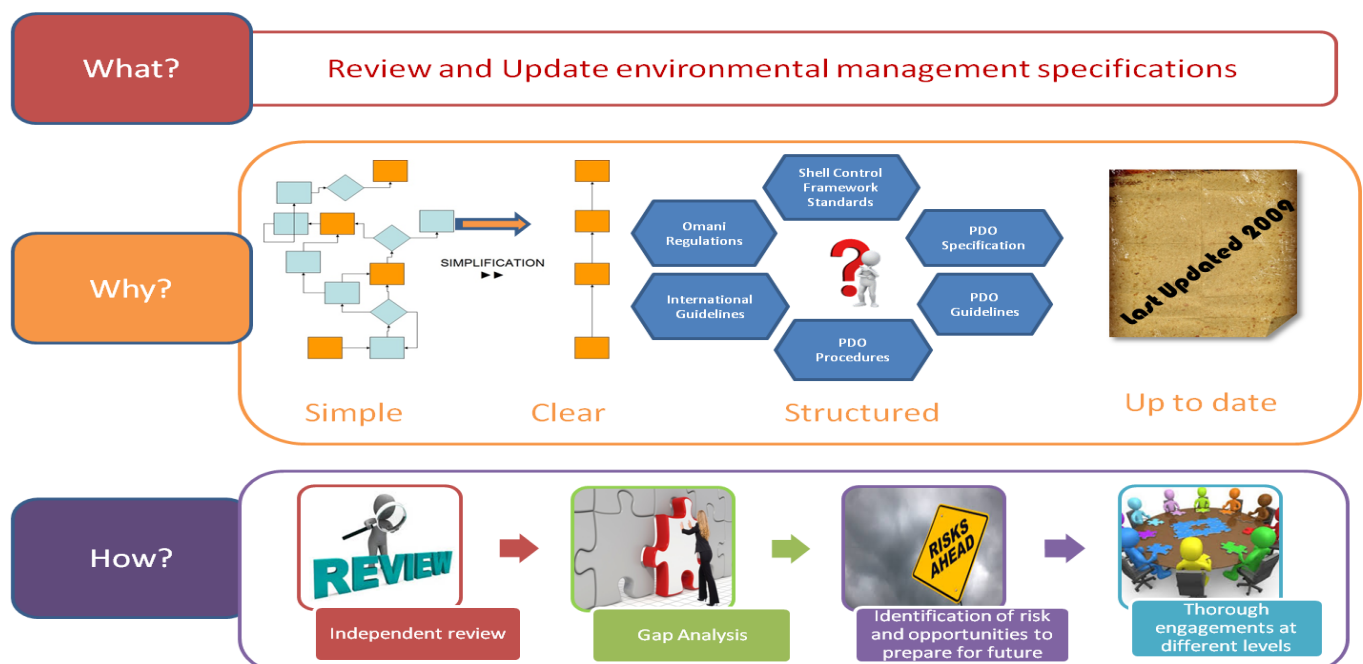 What?
Review and Update environmental management specifications
Why?
SIMPLIFICATION
Shell Control
Framework
Standards
Omani
Regulations
PDO
Specification
International
Guidelines
PDO
Guidelines
PDO
Procedures
Last Updated 2009
Simple
Clear
Structured
Up to date
How?
REVIEW
RISKS
AHEAD
Independent review
Gap Analysis
Identification of risk
and opportunities to
prepare for future
Thorough
engagements at
different levels